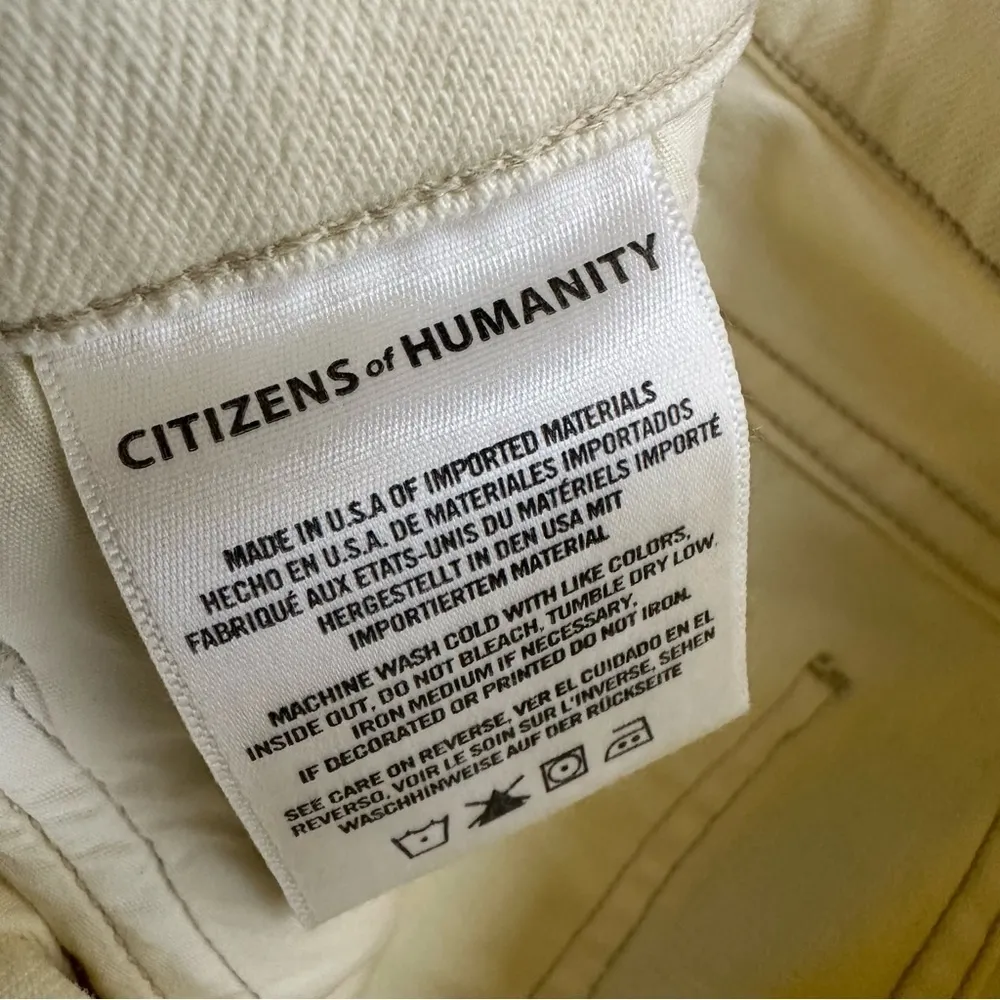 CITIZENS of HUMANITY
MADE IN U.S.A OF IMPORTED MATERIALS
HECHO EN U.S.A. DE MATERIALES IMPORTADOS
FABRIQUÉ AUX ETATS-UNIS DU MATÉRIELS IMPORTÉ
HERGESTELLT IN DEN USA MIT
IMPORTIERTEM MATERIAL
MACHINE WASH COLD WITH LIKE COLORS,
INSIDE OUT, DO NOT BLEACH, TUMBLE DRY LOW,
IRON MEDIUM IF NECESSARY,
IF DECORATED OR PRINTED DO NOT IRON.
SEE CARE ON REVERSE, VER EL CUIDADO EN EL
REVERSO, VOIR LE SOIN SUR L'INVERSE, SEHEN
WASCHHINWEISE AUF DER RÜCKSEITE